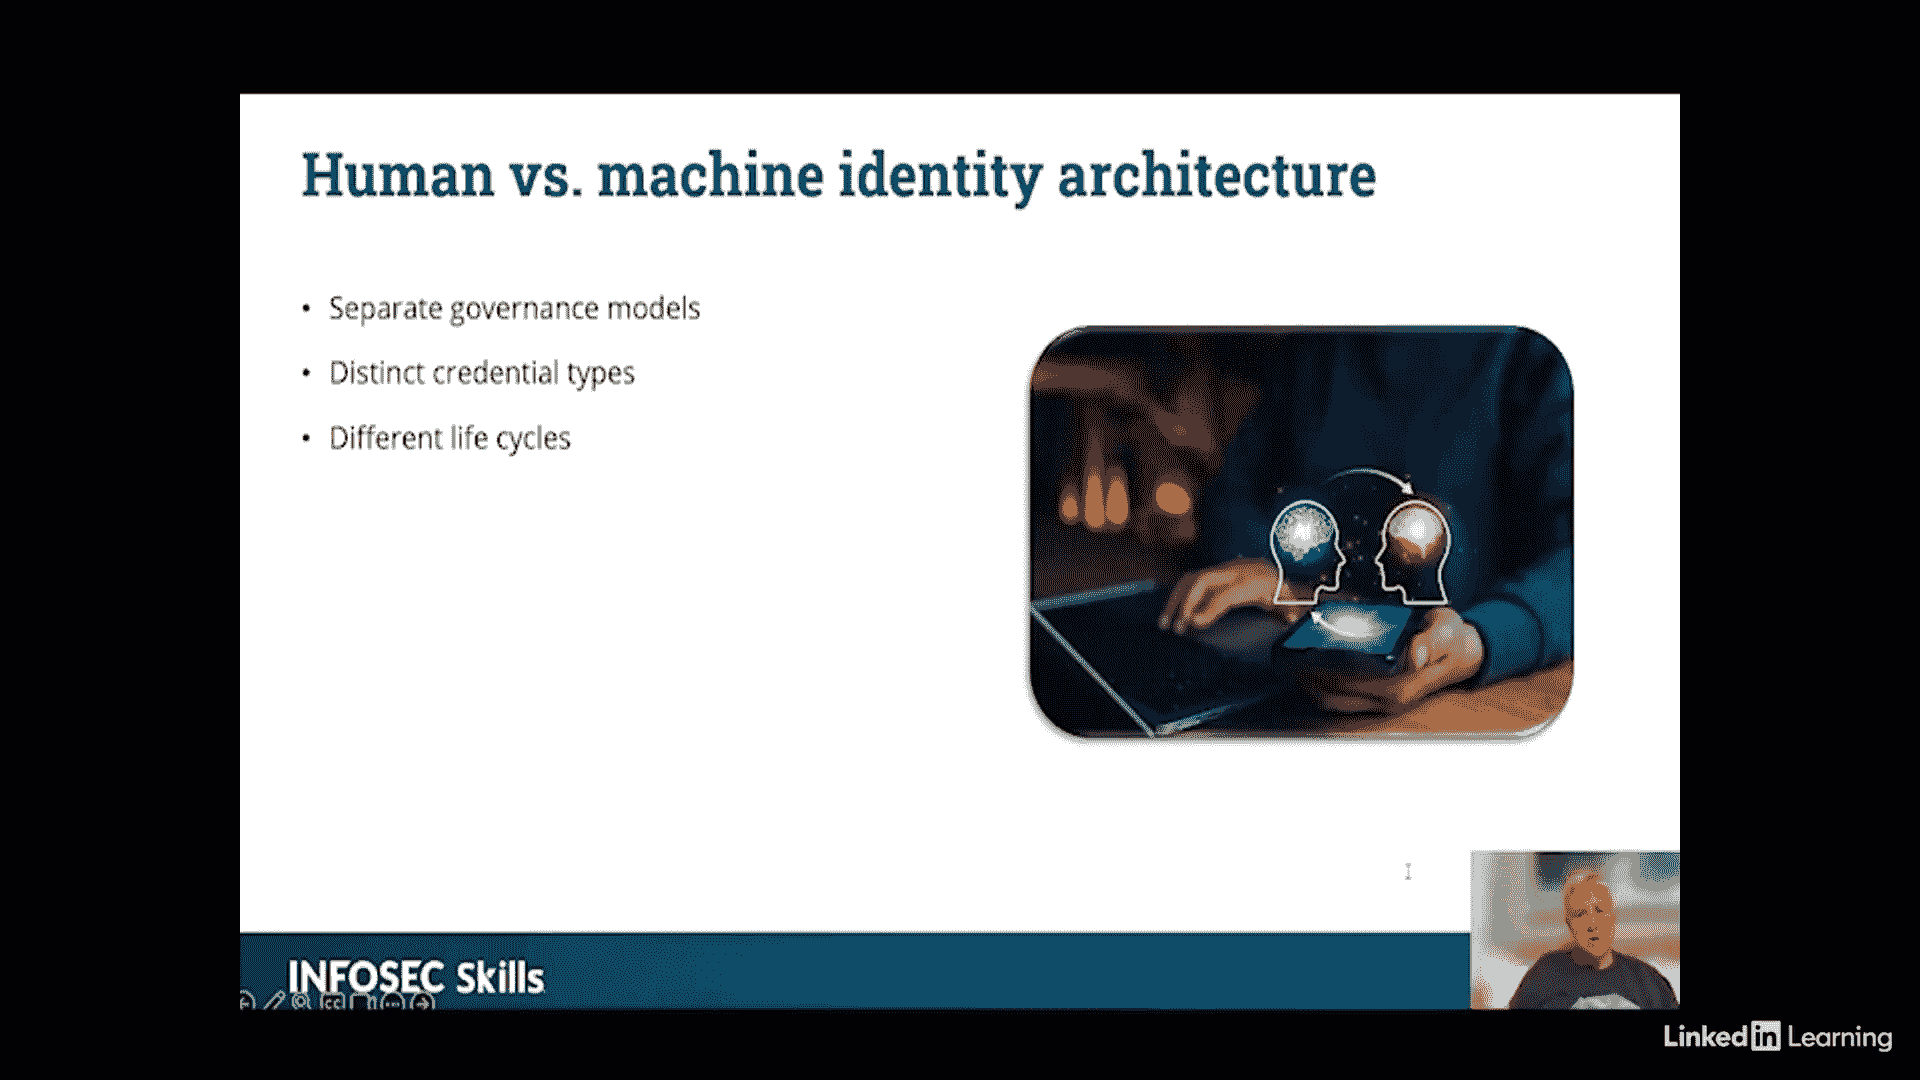 Human vs. machine identity architecture
• Separate governance models
• Distinct credential types
• Different life cycles
INFOSEC Skills
LinkedIn Learning